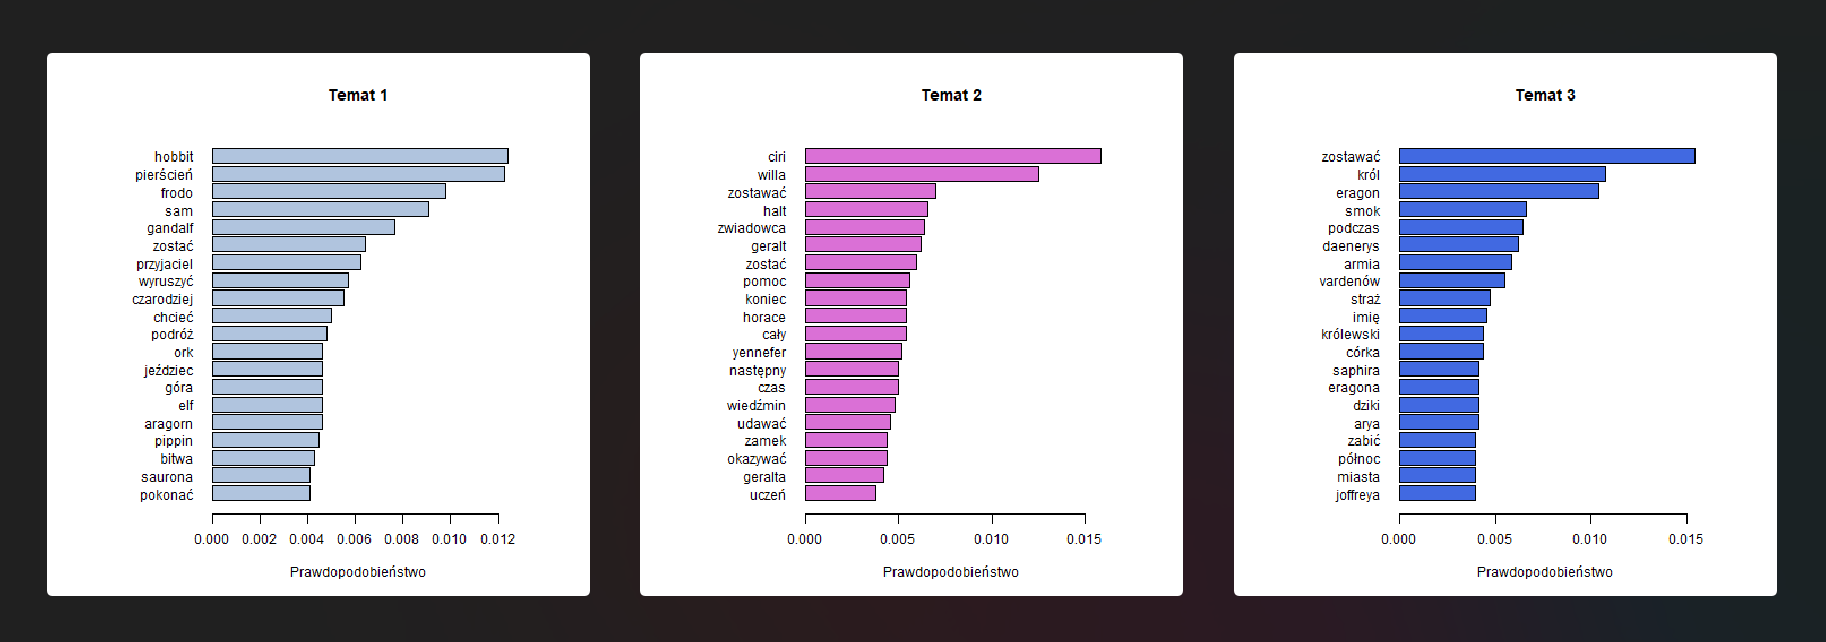 Temat 1
hobbit
pierścień
frodo
sam
gandalf
zostać
przyjaciel
wyruszyć
czarodziej
chcieć
podróż
ork
jeździec
góra
elf
aragorn
pippin
bitwa
saurona
pokonać
0.000 0.002 0.004 0.006 0.008 0.010 0.012
Prawdopodobieństwo
Temat 2
ciri
willa
zostawać
halt
zwiadowca
geralt
zostać
pomoc
koniec
horace
cały
yennefer
następny
czas
wiedźmin
udawać
zamek
okazywać
geralta
uczeń
0.000 0.005 0.010 0.015
Prawdopodobieństwo
Temat 3
zostawać
król
eragon
smok
podczas
daenerys
armia
vardenów
straż
imię
królewski
córka
saphira
eragona
dziki
arya
zabić
północ
miasta
joffreya
0.000 0.005 0.010 0.015
Prawdopodobieństwo